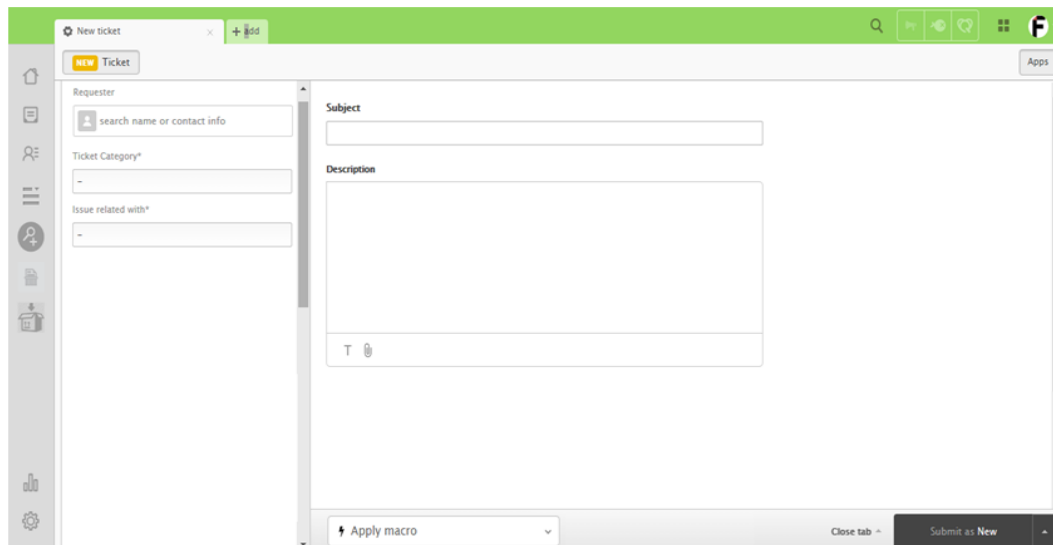 New ticket
+ add
NEW Ticket
Apps
Requester
search name or contact info
Ticket Category*
-
Issue related with*
-
Subject
Description
T
Apply macro
Close tab
Submit as New
F